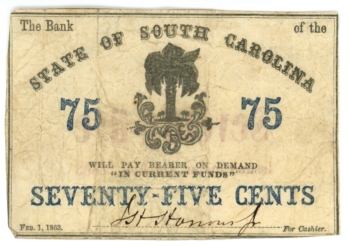 The Bank of the
STATE OF SOUTH CAROLINA
75 75
WILL PAY BEARER ON DEMAND
"IN CURRENT FUNDS"
SEVENTY-FIVE CENTS
FEB. 1, 1863. For Cashier.